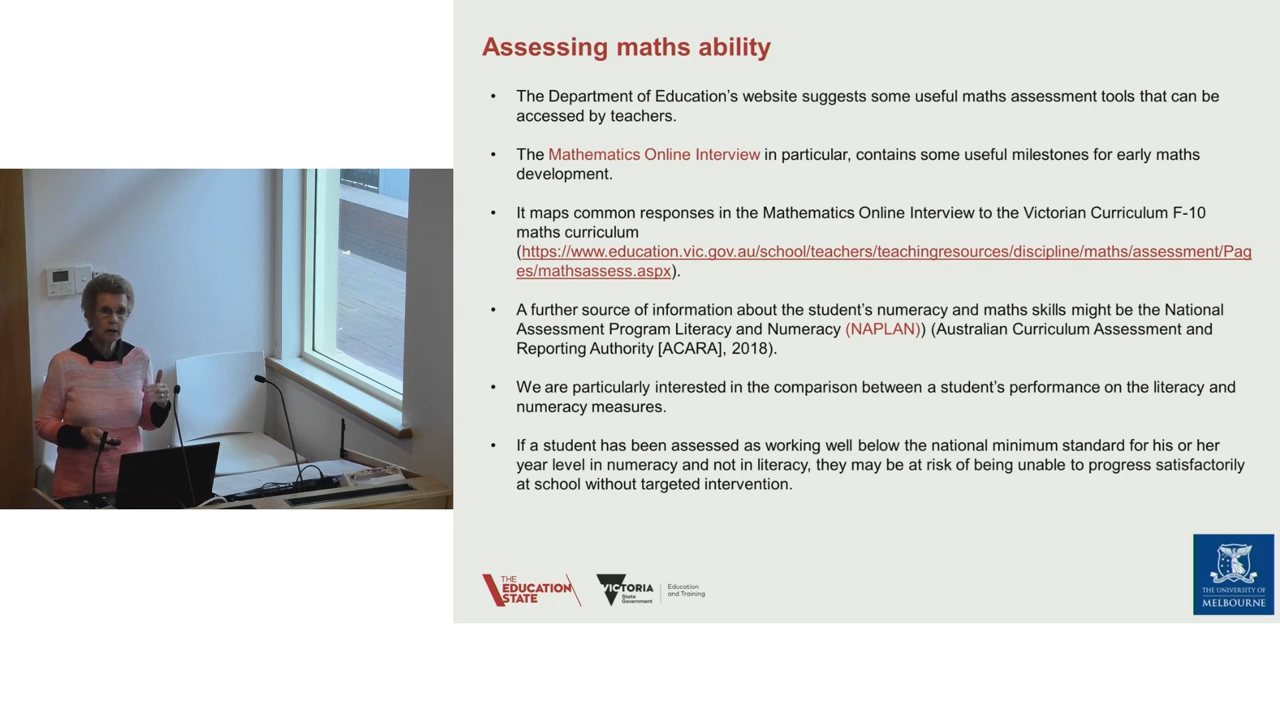 Assessing maths ability
• The Department of Education’s website suggests some useful maths assessment tools that can be
accessed by teachers.
• The Mathematics Online Interview in particular, contains some useful milestones for early maths
development.
• It maps common responses in the Mathematics Online Interview to the Victorian Curriculum F-10
maths curriculum
(https://www.education.vic.gov.au/school/teachers/teachingresources/discipline/maths/assessment/Pag
es/mathsassess.aspx).
• A further source of information about the student’s numeracy and maths skills might be the National
Assessment Program Literacy and Numeracy (NAPLAN)) (Australian Curriculum Assessment and
Reporting Authority [ACARA], 2018).
• We are particularly interested in the comparison between a student’s performance on the literacy and
numeracy measures.
• If a student has been assessed as working well below the national minimum standard for his or her
year level in numeracy and not in literacy, they may be at risk of being unable to progress satisfactorily
at school without targeted intervention.
THE
EDUCATION
STATE
VICTORIA
State
Government
Education
and Training
THE UNIVERSITY OF
MELBOURNE